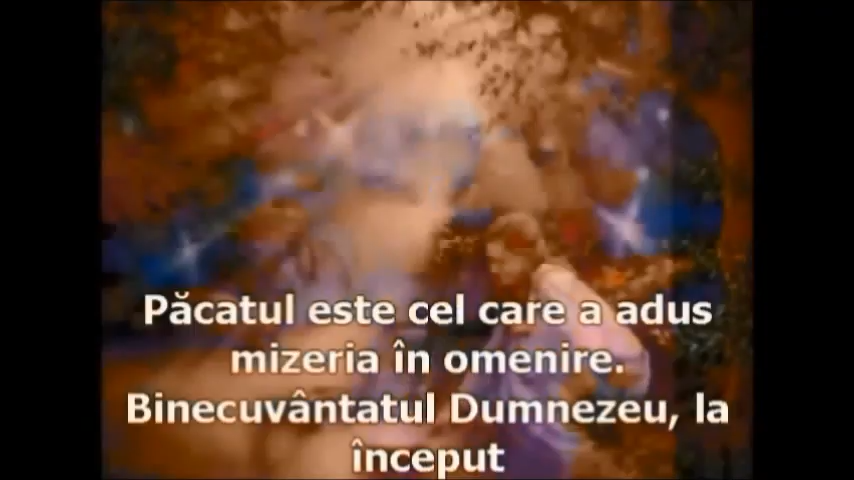 Păcatul este cel care a adus
mizeria în omenire.
Binecuvântatul Dumnezeu, la
început